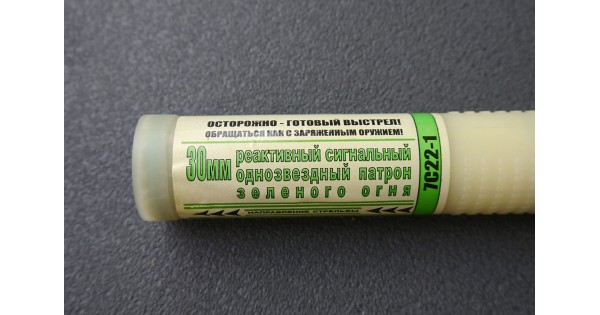 ОСТОРОЖНО - ГОТОВЫЙ ВЫСТРЕЛ!
ОБРАЩАТЬСЯ КАК С ЗАРЯЖЕННЫМ ОРУЖИЕМ!
30мм реактивный сигнальный
однозвездный патрон
зеленого огня
НАПРАВЛЕНИЕ СТРЕЛЬБЫ
7С22-1